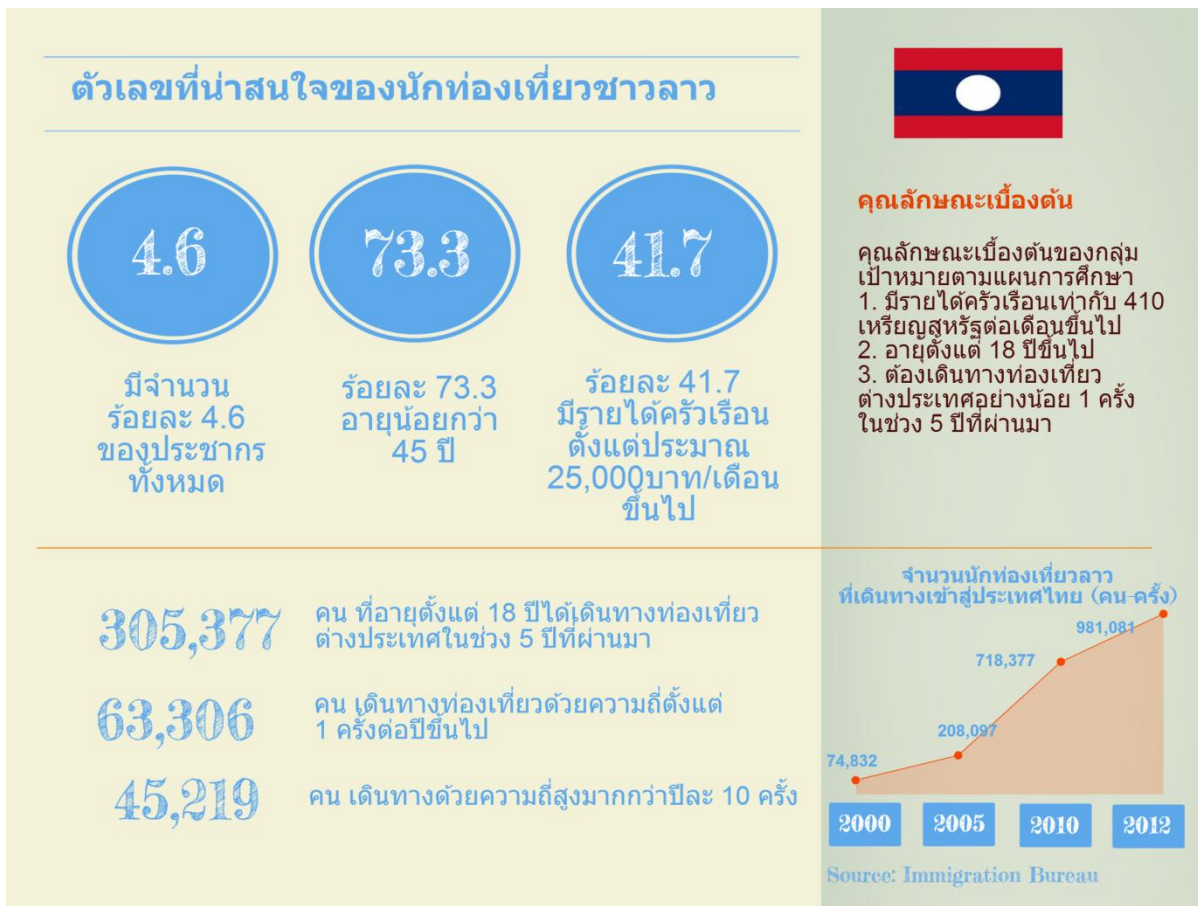 ตัวเลขที่น่าสนใจของนักท่องเที่ยวชาวลาว
4.6
มีจำนวน
ร้อยละ 4.6
ของประชากร
ทั้งหมด
73.3
ร้อยละ 73.3
อายุน้อยกว่า
45 ปี
41.7
ร้อยละ 41.7
มีรายได้ครัวเรือน
ตั้งแต่ประมาณ
25,000บาท/เดือน
ขึ้นไป
คุณลักษณะเบื้องต้น
คุณลักษณะเบื้องต้นของกลุ่ม
เป้าหมายตามแผนการศึกษา
1. มีรายได้ครัวเรือนเท่ากับ 410
เหรียญสหรัฐต่อเดือนขึ้นไป
2. อายุตั้งแต่ 18 ปีขึ้นไป
3. ต้องเดินทางท่องเที่ยว
ต่างประเทศอย่างน้อย 1 ครั้ง
ในช่วง 5 ปีที่ผ่านมา
305,377
คน ที่อายุตั้งแต่ 18 ปีได้เดินทางท่องเที่ยว
ต่างประเทศในช่วง 5 ปีที่ผ่านมา
63,306
คน เดินทางท่องเที่ยวด้วยความถี่ตั้งแต่
1 ครั้งต่อปีขึ้นไป
45,219
คน เดินทางด้วยความถี่สูงมากกว่าปีละ 10 ครั้ง
จำนวนนักท่องเที่ยวลาว
ที่เดินทางเข้าสู่ประเทศไทย (คน-ครั้ง)
981,081
718,377
208,097
74,832
2000 2005 2010 2012
Source: Immigration Bureau